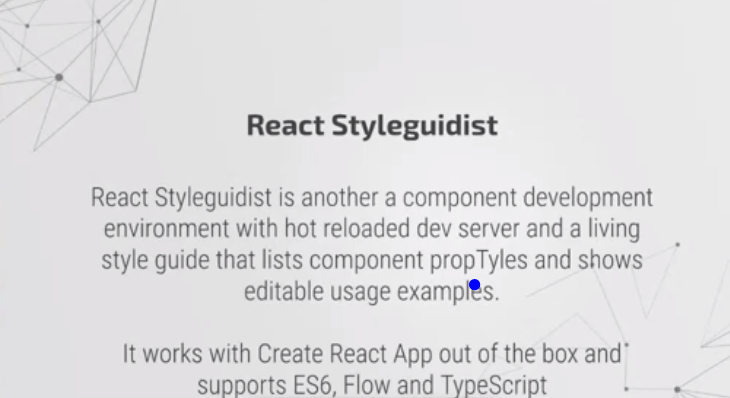 React Styleguidist
React Styleguidist is another a component development
environment with hot reloaded dev server and a living
style guide that lists component propTyles and shows
editable usage examples.
It works with Create React App out of the box and
supports ES6, Flow and TypeScript